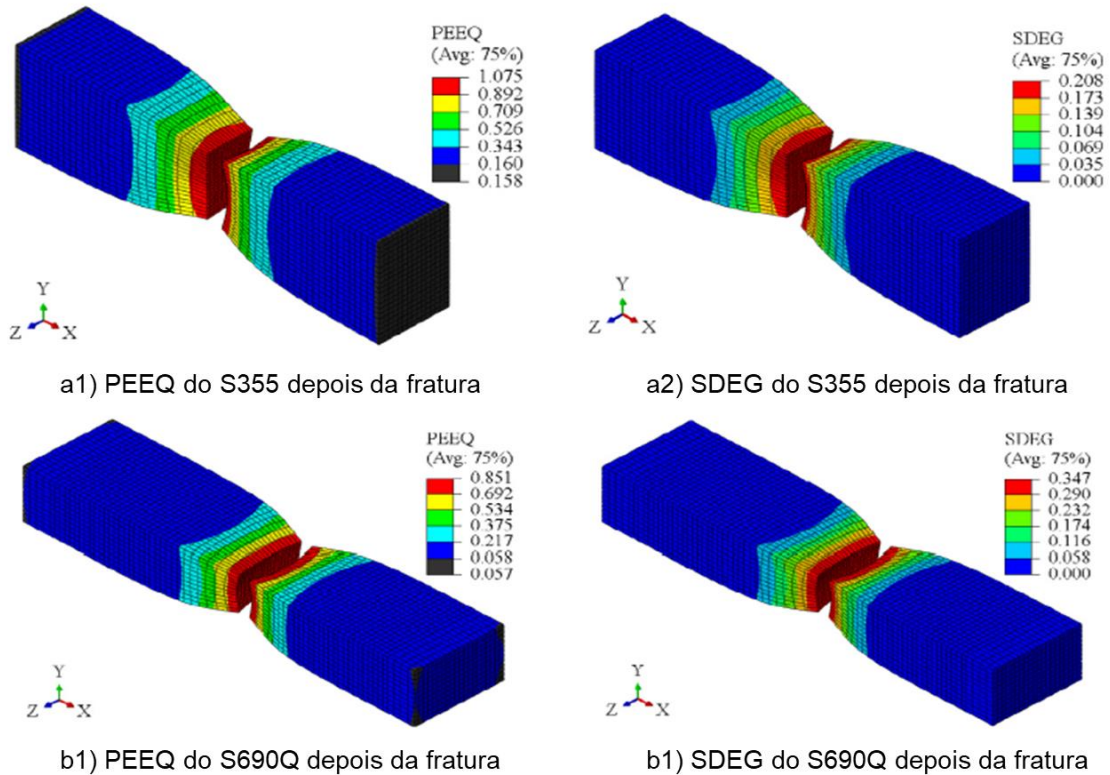 PEEQ
(Avg: 75%)
1.075
0.892
0.709
0.526
0.343
0.160
0.158
Y
Z X
a1) PEEQ do S355 depois da fratura
SDEG
(Avg: 75%)
0.208
0.173
0.139
0.104
0.069
0.035
0.000
Y
Z X
a2) SDEG do S355 depois da fratura
PEEQ
(Avg: 75%)
0.851
0.692
0.534
0.375
0.217
0.058
0.057
Y
Z X
b1) PEEQ do S690Q depois da fratura
SDEG
(Avg: 75%)
0.347
0.290
0.232
0.174
0.116
0.058
0.000
Y
Z X
b1) SDEG do S690Q depois da fratura